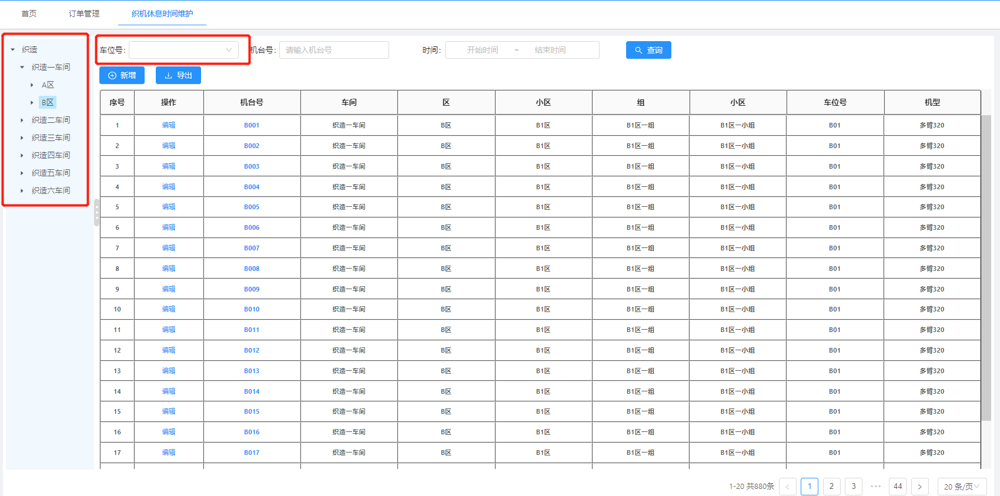 首页 订单管理 织机休息时间维护
织造
织造一车间
A区
B区
织造二车间
织造三车间
织造四车间
织造五车间
织造六车间
车位号: 机台号: 请输入机台号 时间: 开始时间 ~ 结束时间 查询
新增 导出
序号 操作 机台号 车间 区 小区 组 小区 车位号 机型
1 编辑 B001 织造一车间 B区 B1区 B1区一组 B1区一小组 B01 多臂320
2 编辑 B002 织造一车间 B区 B1区 B1区一组 B1区一小组 B01 多臂320
3 编辑 B003 织造一车间 B区 B1区 B1区一组 B1区一小组 B01 多臂320
4 编辑 B004 织造一车间 B区 B1区 B1区一组 B1区一小组 B01 多臂320
5 编辑 B005 织造一车间 B区 B1区 B1区一组 B1区一小组 B01 多臂320
6 编辑 B006 织造一车间 B区 B1区 B1区一组 B1区一小组 B01 多臂320
7 编辑 B007 织造一车间 B区 B1区 B1区一组 B1区一小组 B01 多臂320
8 编辑 B008 织造一车间 B区 B1区 B1区一组 B1区一小组 B01 多臂320
9 编辑 B009 织造一车间 B区 B1区 B1区一组 B1区一小组 B01 多臂320
10 编辑 B010 织造一车间 B区 B1区 B1区一组 B1区一小组 B01 多臂320
11 编辑 B011 织造一车间 B区 B1区 B1区一组 B1区一小组 B01 多臂320
12 编辑 B012 织造一车间 B区 B1区 B1区一组 B1区一小组 B01 多臂320
13 编辑 B013 织造一车间 B区 B1区 B1区一组 B1区一小组 B01 多臂320
14 编辑 B014 织造一车间 B区 B1区 B1区一组 B1区一小组 B01 多臂320
15 编辑 B015 织造一车间 B区 B1区 B1区一组 B1区一小组 B01 多臂320
16 编辑 B016 织造一车间 B区 B1区 B1区一组 B1区一小组 B01 多臂320
17 编辑 B017 织造一车间 B区 B1区 B1区一组 B1区一小组 B01 多臂320
1-20 共880条 < 1 2 3 ••• 44 > 20 条/页